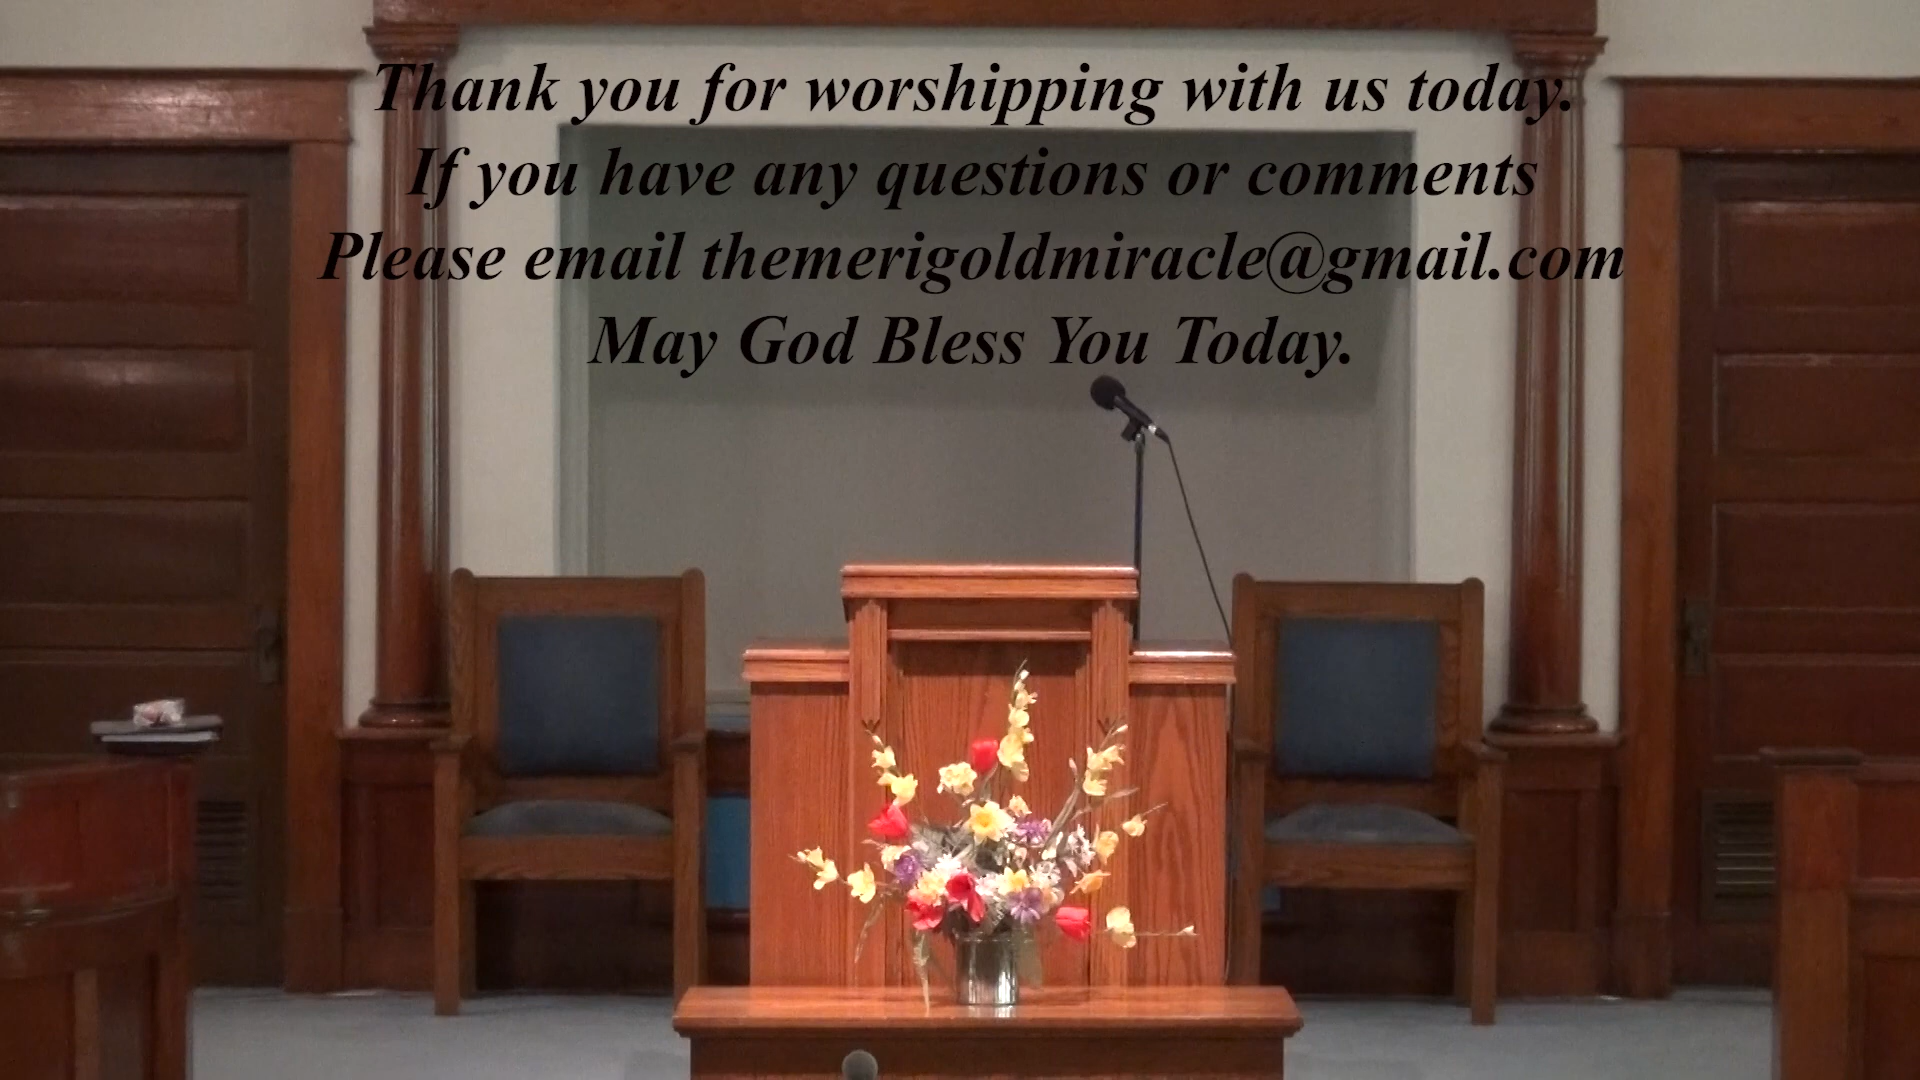 Thank you for worshipping with us today.
If you have any questions or comments
Please email themerigoldmiracle@gmail.com
May God Bless You Today.